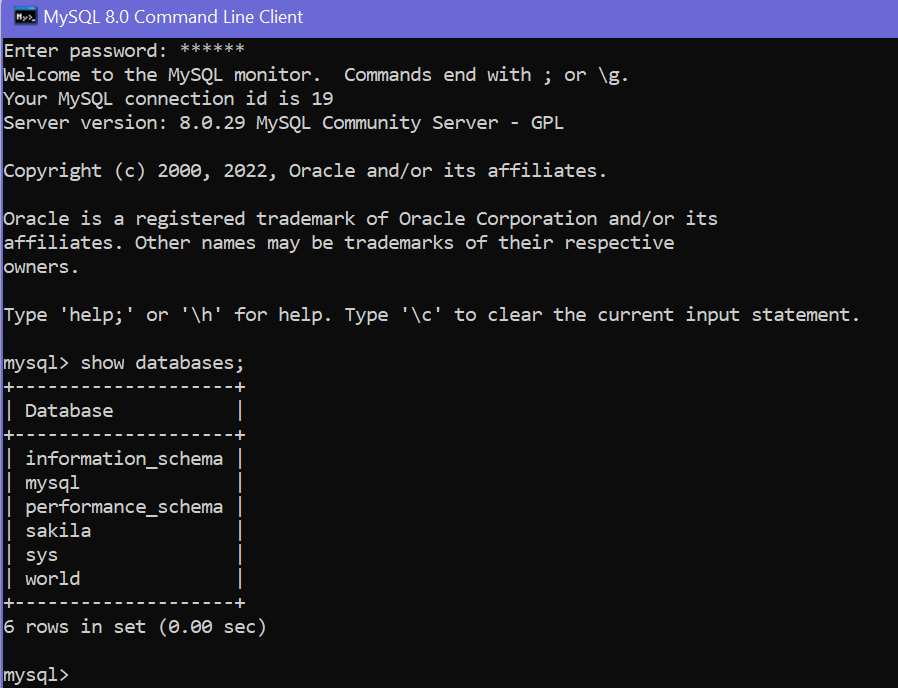 MySQL 8.0 Command Line Client
Enter password: ******
Welcome to the MySQL monitor.  Commands end with ; or \g.
Your MySQL connection id is 19
Server version: 8.0.29 MySQL Community Server - GPL

Copyright (c) 2000, 2022, Oracle and/or its affiliates.

Oracle is a registered trademark of Oracle Corporation and/or its
affiliates. Other names may be trademarks of their respective
owners.

Type 'help;' or '\h' for help. Type '\c' to clear the current input statement.

mysql> show databases;
+--------------------+
| Database           |
+--------------------+
| information_schema |
| mysql              |
| performance_schema |
| sakila             |
| sys                |
| world              |
+--------------------+
6 rows in set (0.00 sec)

mysql>